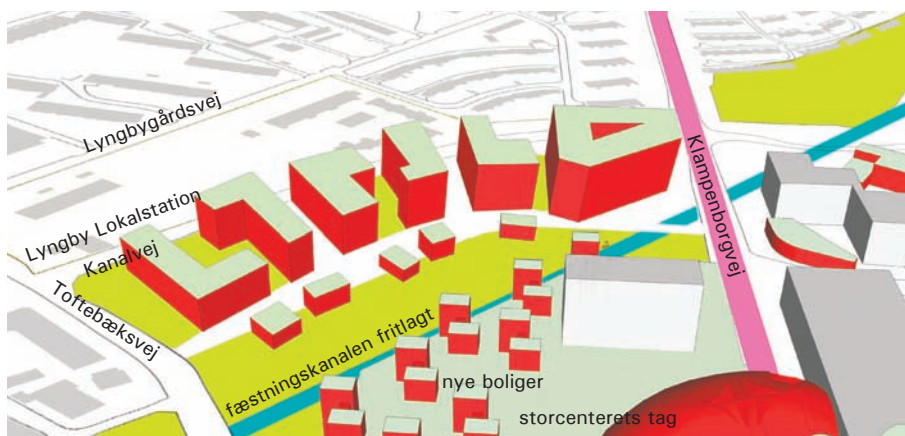 Lyngbygårdsvej
Klampenborgvej
Lyngby Lokalstation
Kanalvej
Toftebæksvej
fæstningskanalen fritlagt
nye boliger
storcenterets tag